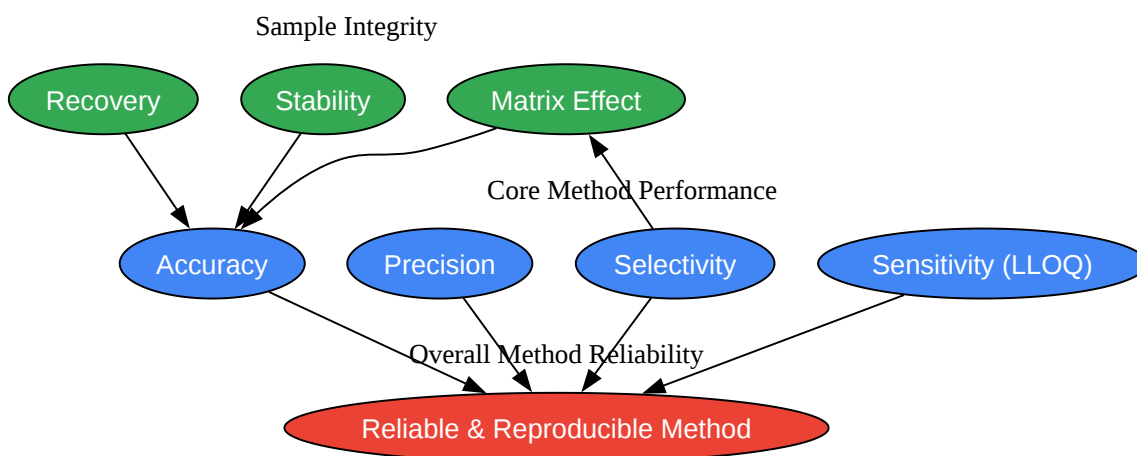 Sample Integrity
Recovery
Stability
Matrix Effect
Core Method Performance
Accuracy
Precision
Selectivity
Sensitivity (LLOQ)
Overall Method Reliability
Reliable & Reproducible Method